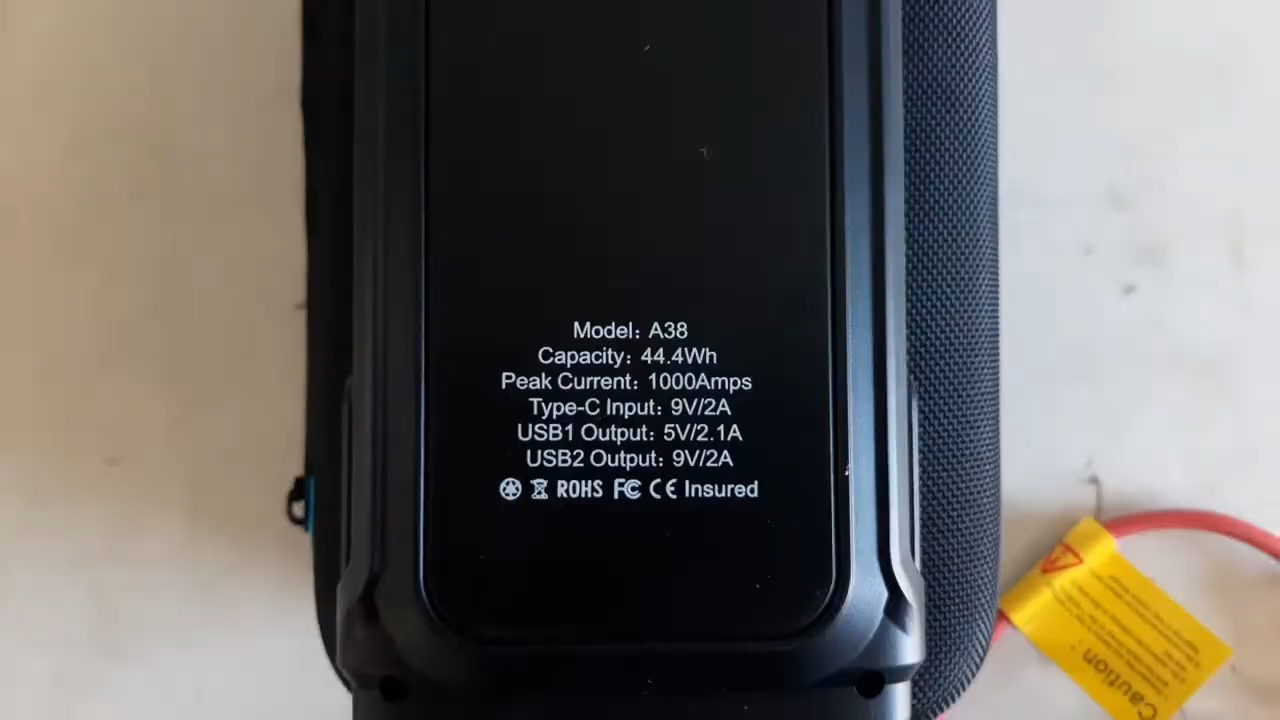 Model: A38
Capacity: 44.4Wh
Peak Current: 1000Amps
Type-C Input: 9V/2A
USB1 Output: 5V/2.1A
USB2 Output: 9V/2A
ROHS FC CE Insured
Caution